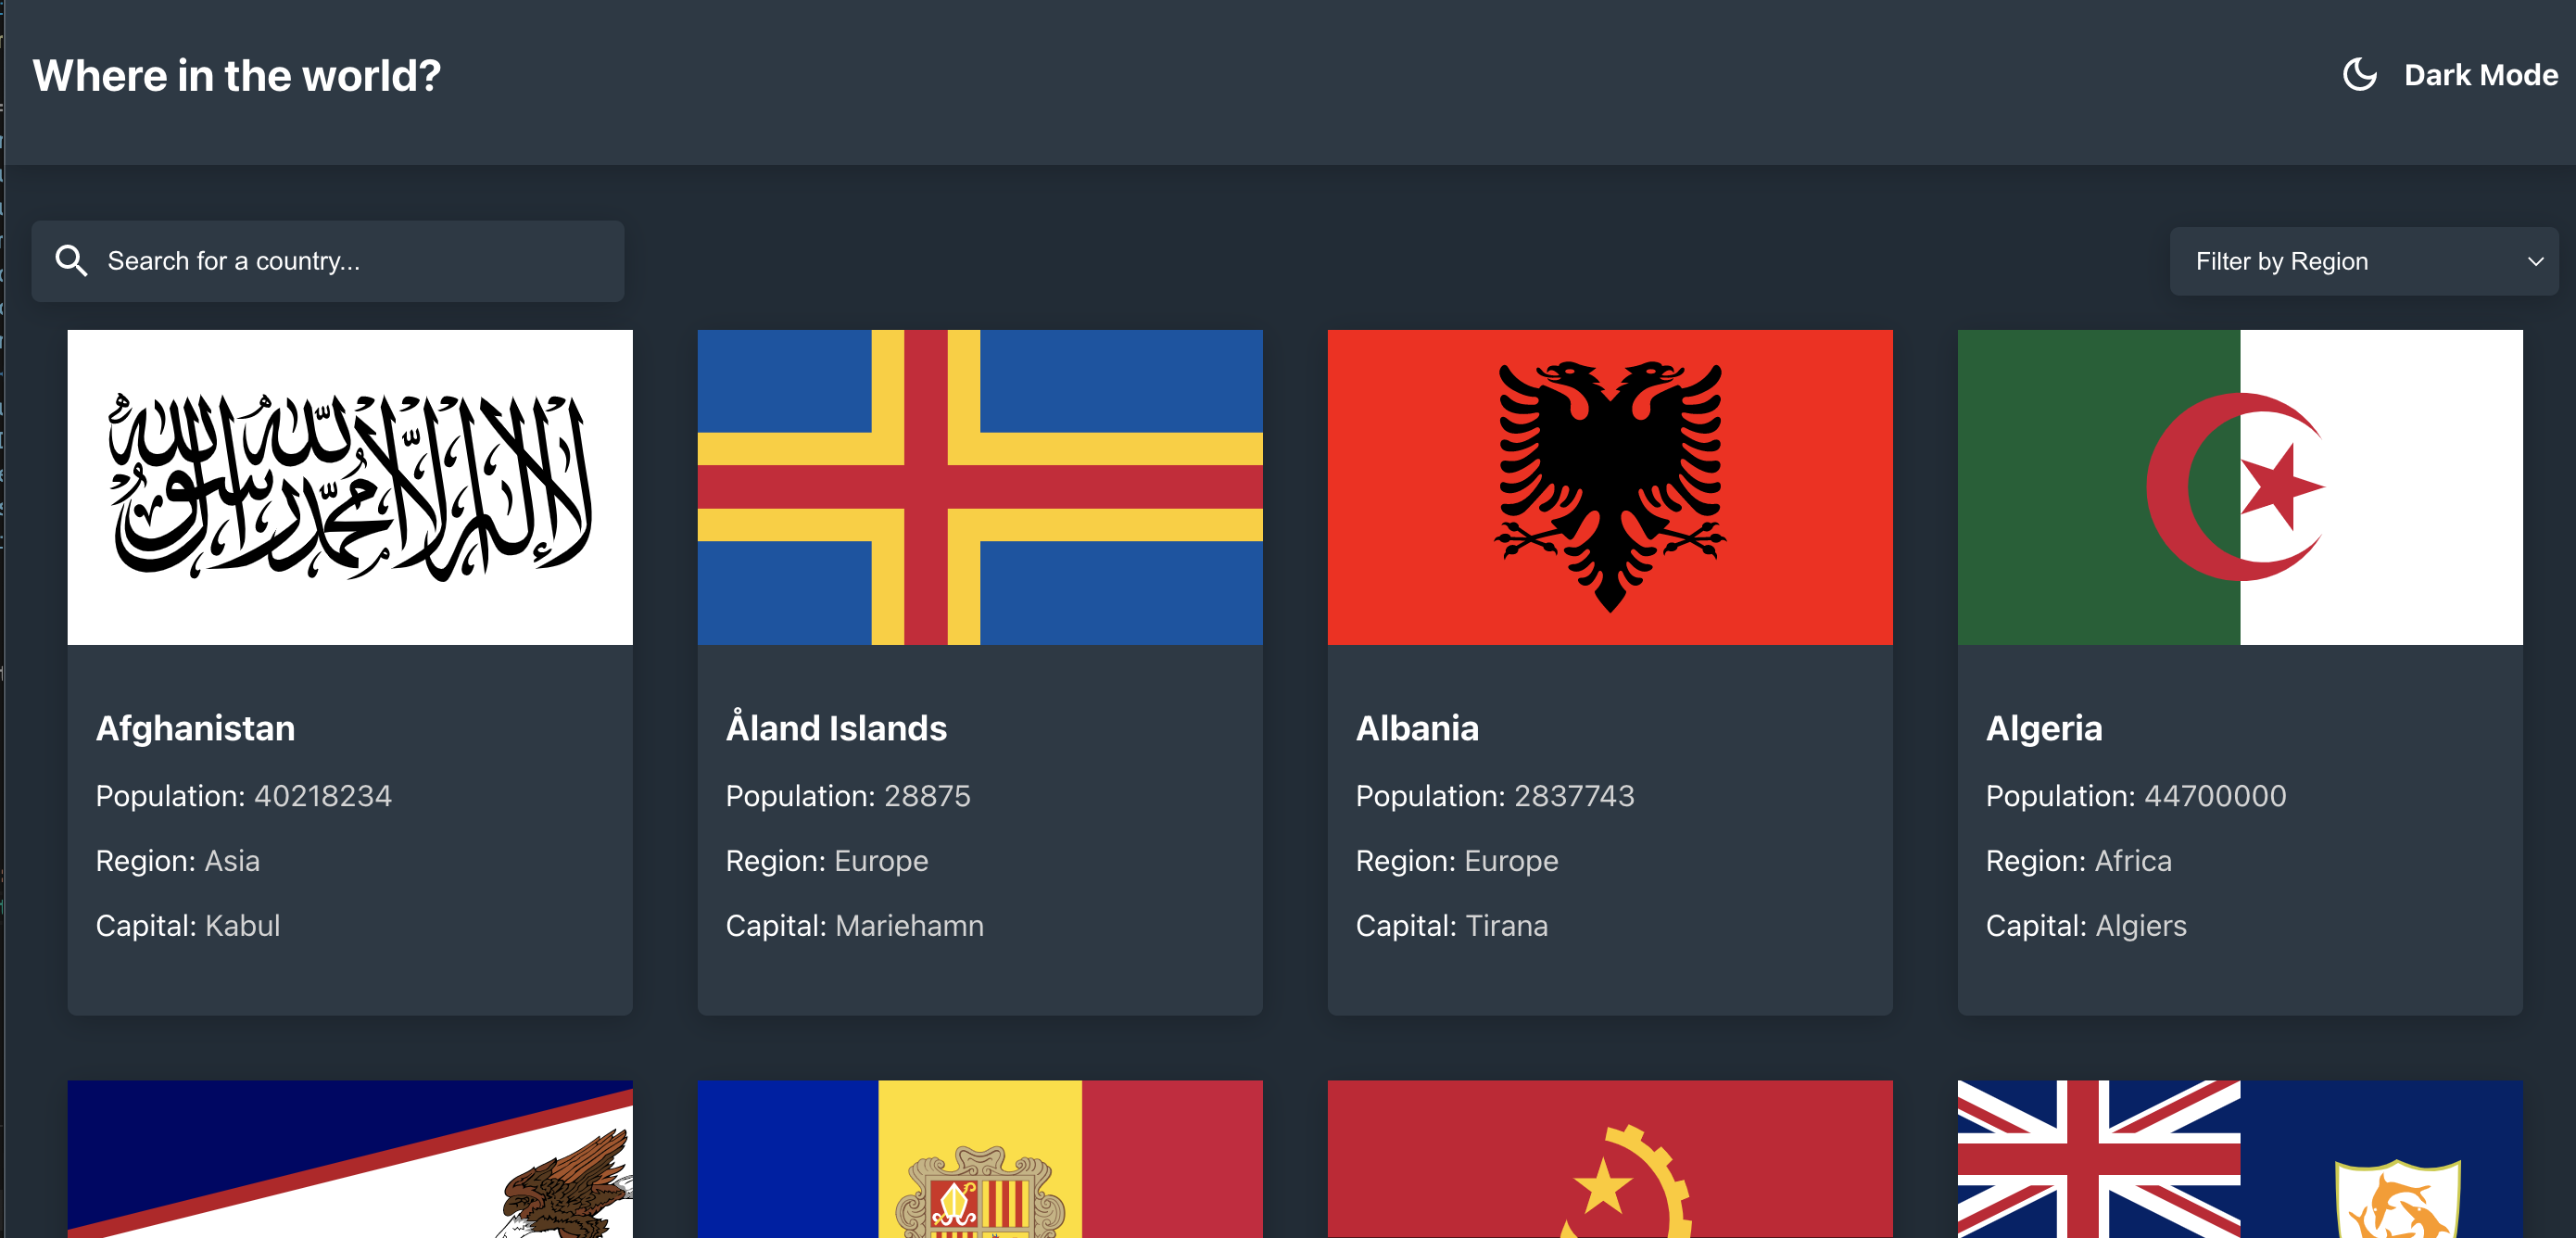 Where in the world?
Dark Mode
Search for a country...
Filter by Region
لا إله إلا الله محمد رسول الله
Afghanistan
Population: 40218234
Region: Asia
Capital: Kabul
Åland Islands
Population: 28875
Region: Europe
Capital: Mariehamn
Albania
Population: 2837743
Region: Europe
Capital: Tirana
Algeria
Population: 44700000
Region: Africa
Capital: Algiers